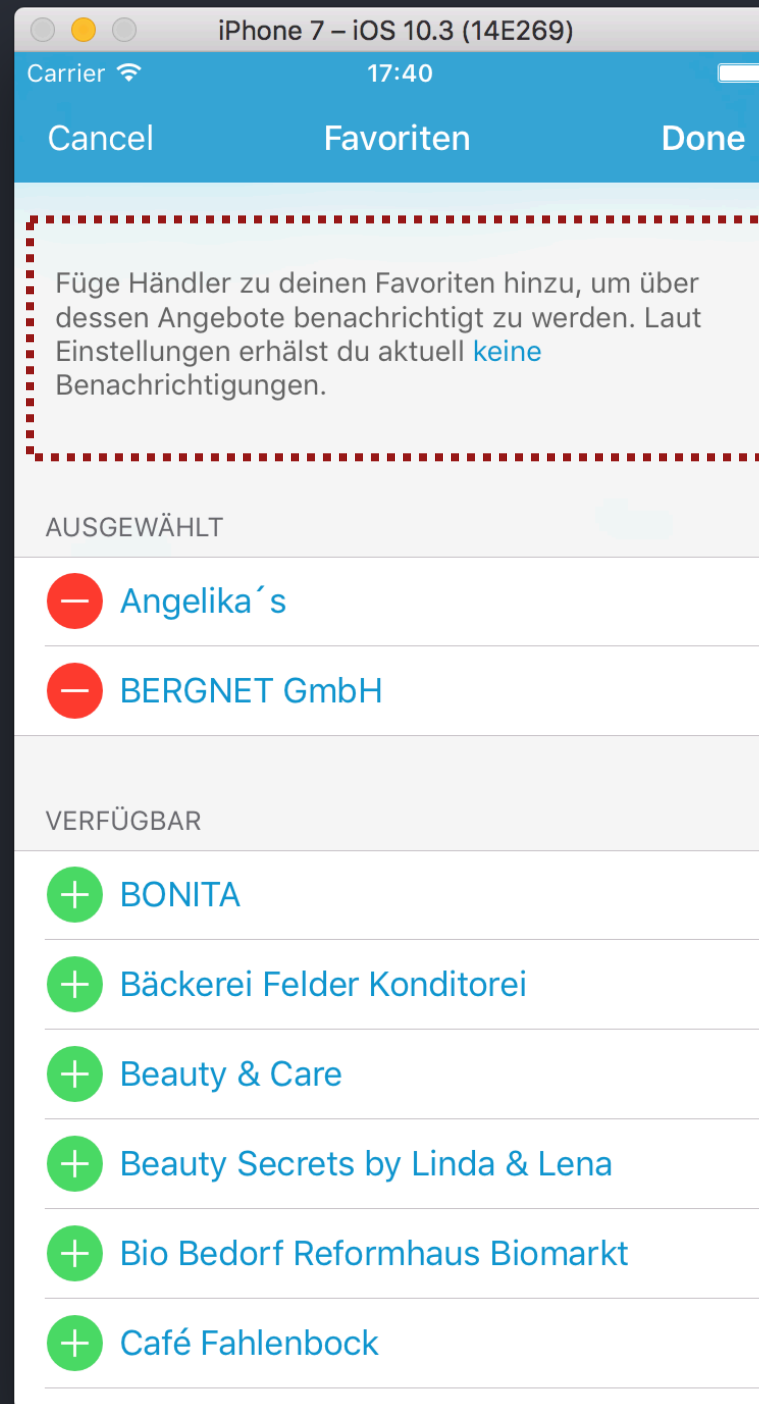 iPhone 7 – iOS 10.3 (14E269)
Carrier 17:40
Cancel Favoriten Done
Füge Händler zu deinen Favoriten hinzu, um über
dessen Angebote benachrichtigt zu werden. Laut
Einstellungen erhälst du aktuell keine
Benachrichtigungen.
AUSGEWÄHLT
Angelika´s
BERGNET GmbH
VERFÜGBAR
BONITA
Bäckerei Felder Konditorei
Beauty & Care
Beauty Secrets by Linda & Lena
Bio Bedorf Reformhaus Biomarkt
Café Fahlenbock